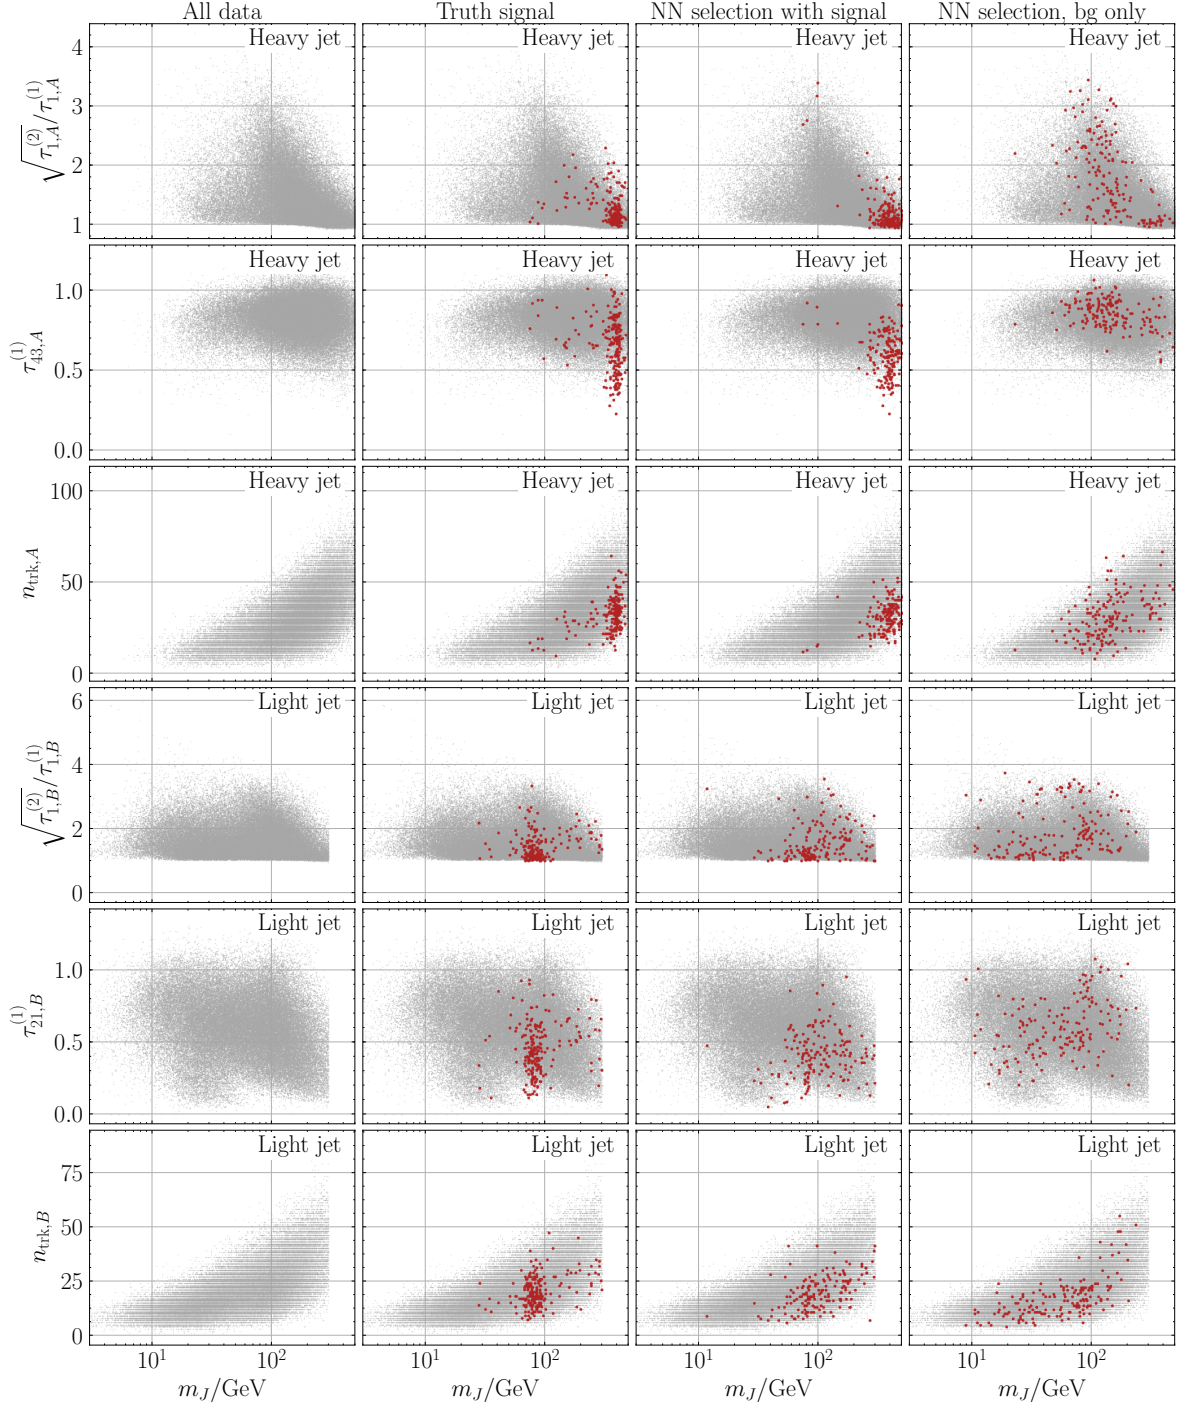 All data Truth signal NN selection with signal NN selection, bg only
Heavy jet Heavy jet Heavy jet Heavy jet
√τ_{1,A}^{(2)}/τ_{1,A}^{(1)}
4
3
2
1
Heavy jet Heavy jet Heavy jet Heavy jet
τ_{43,A}^{(1)}
1.0
0.5
0.0
Heavy jet Heavy jet Heavy jet Heavy jet
n_{trk,A}
100
50
0
Light jet Light jet Light jet Light jet
√τ_{1,B}^{(2)}/τ_{1,B}^{(1)}
6
4
2
0
Light jet Light jet Light jet Light jet
τ_{21,B}^{(1)}
1.0
0.5
0.0
Light jet Light jet Light jet Light jet
n_{trk,B}
75
50
25
0
10^1 10^2 10^1 10^2 10^1 10^2 10^1 10^2
m_J/GeV m_J/GeV m_J/GeV m_J/GeV